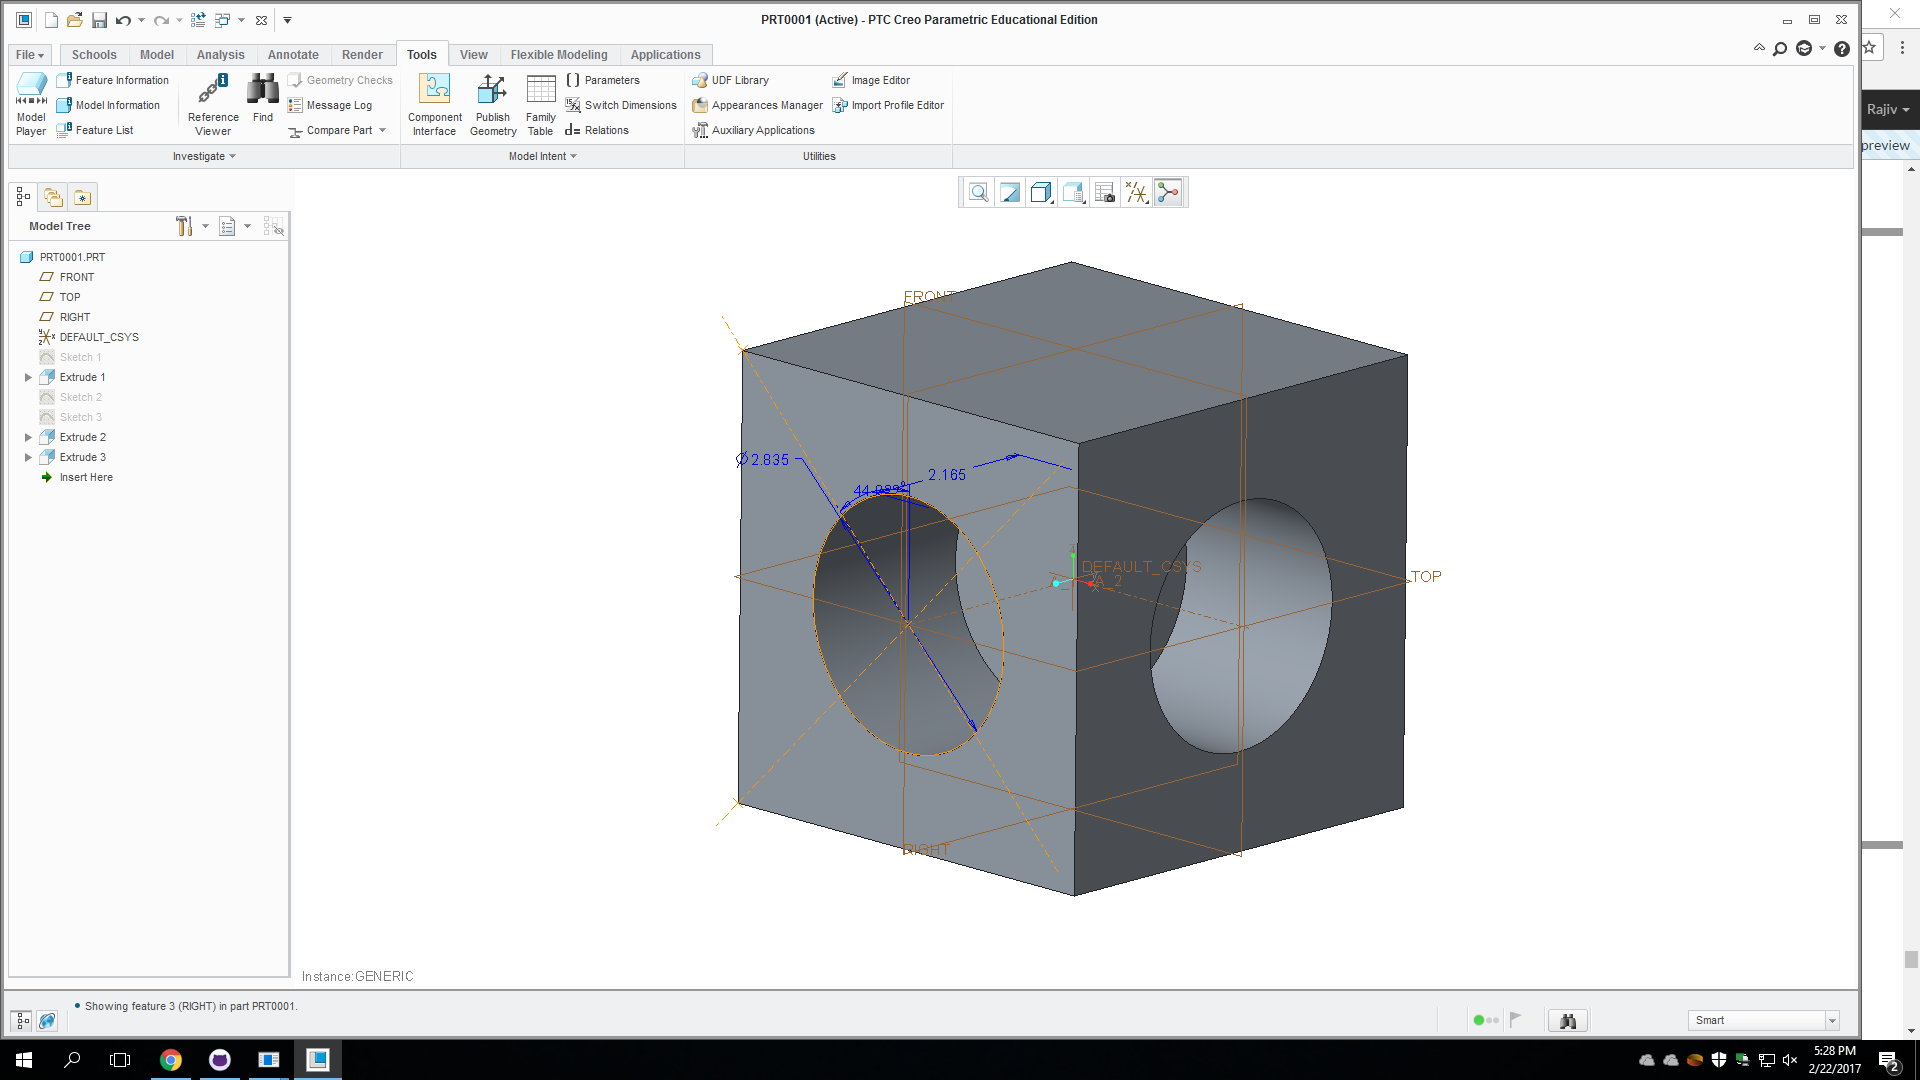 PRT0001 (Active) - PTC Creo Parametric Educational Edition
File
Schools
Model
Analysis
Annotate
Render
Tools
View
Flexible Modeling
Applications
Model Player
Feature Information
Model Information
Feature List
Reference Viewer
Find
Geometry Checks
Message Log
Compare Part
Component Interface
Publish Geometry
Family Table
Parameters
Switch Dimensions
d= Relations
UDF Library
Appearances Manager
Auxiliary Applications
Image Editor
Import Profile Editor
Investigate
Model Intent
Utilities
Rajiv
preview
Model Tree
PRT0001.PRT
FRONT
TOP
RIGHT
DEFAULT_CSYS
Sketch 1
Extrude 1
Sketch 2
Sketch 3
Extrude 2
Extrude 3
Insert Here
FRONT
Ø2.835
2.165
DEFAULT_CSYS
A_2
TOP
RIGHT
Instance:GENERIC
Showing feature 3 (RIGHT) in part PRT0001.
Smart
5:28 PM
2/22/2017
2